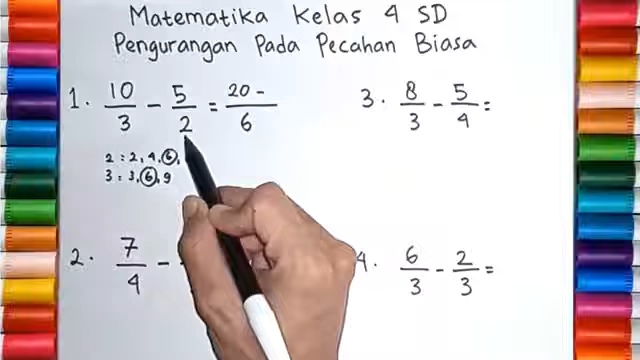 Matematika Kelas 4 SD
Pengurangan Pada Pecahan Biasa
1. 10/3 - 5/2 = 20 - /6
2 : 2, 4, 6,
3 : 3, 6, 9
2. 7/4 -
3. 8/3 - 5/4 =
4. 6/3 - 2/3 =